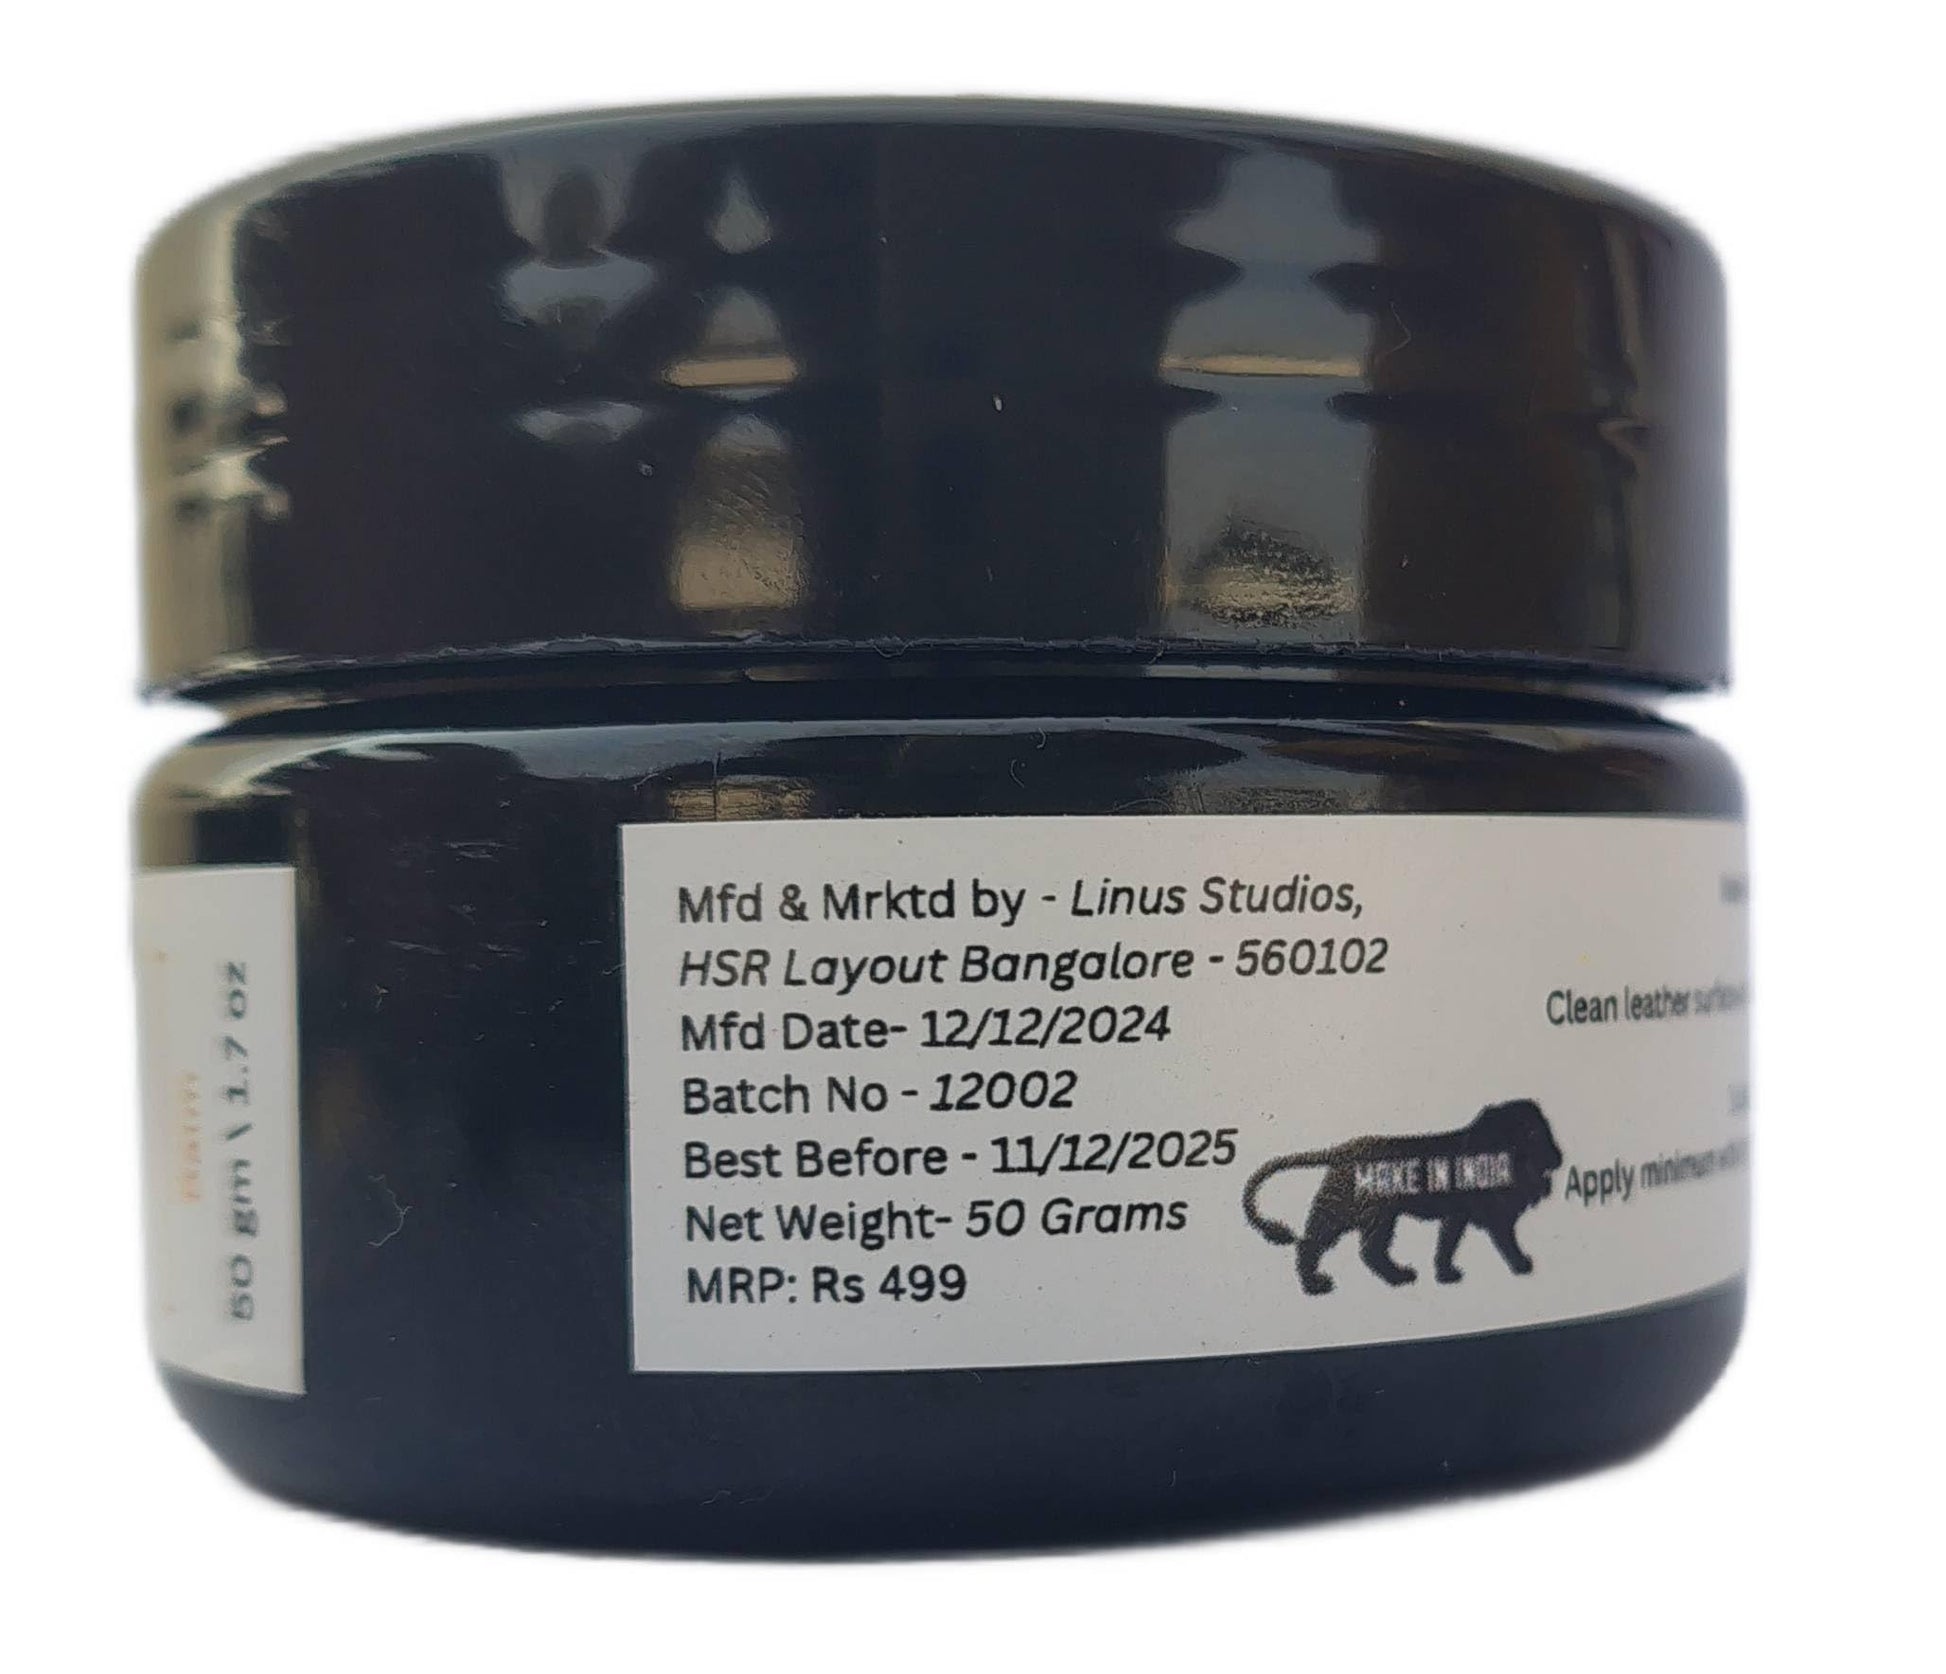 50 gm \ 1.7 oz
Mfd & Mrktd by - Linus Studios,
HSR Layout Bangalore - 560102
Mfd Date- 12/12/2024
Batch No - 12002
Best Before - 11/12/2025
Net Weight- 50 Grams
MRP: Rs 499
MAKE IN INDIA
Clean leather
Apply minimum